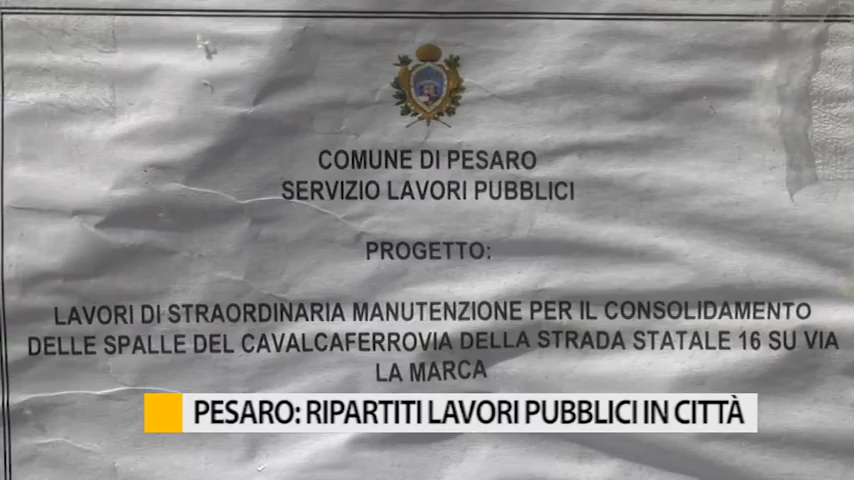 COMUNE DI PESARO
SERVIZIO LAVORI PUBBLICI
PROGETTO:
LAVORI DI STRAORDINARIA MANUTENZIONE PER IL CONSOLIDAMENTO
DELLE SPALLE DEL CAVALCAFERROVIA DELLA STRADA STATALE 16 SU VIA
LA MARCA
PESARO: RIPARTITI LAVORI PUBBLICI IN CITTÀ